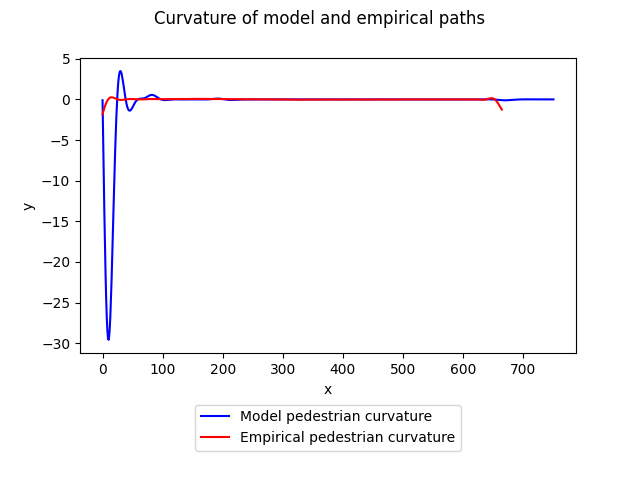 Curvature of model and empirical paths
5
0
−5
−10
−15
−20
−25
−30
y
0 100 200 300 400 500 600 700
x
Model pedestrian curvature
Empirical pedestrian curvature